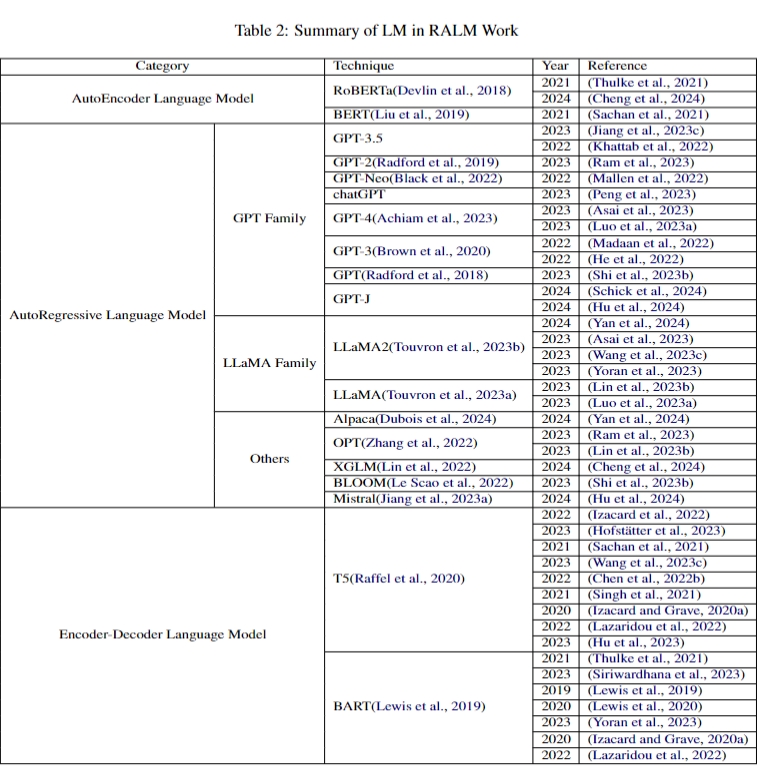 Table 2: Summary of LM in RALM Work
Category Technique Year Reference
AutoEncoder Language Model RoBERTa(Devlin et al., 2018) 2021 (Thulke et al., 2021)
2024 (Cheng et al., 2024)
BERT(Liu et al., 2019) 2021 (Sachan et al., 2021)
AutoRegressive Language Model GPT Family GPT-3.5 2023 (Jiang et al., 2023c)
2022 (Khattab et al., 2022)
GPT-2(Radford et al., 2019) 2023 (Ram et al., 2023)
GPT-Neo(Black et al., 2022) 2022 (Mallen et al., 2022)
chatGPT 2023 (Peng et al., 2023)
GPT-4(Achiam et al., 2023) 2023 (Asai et al., 2023)
2023 (Luo et al., 2023a)
GPT-3(Brown et al., 2020) 2022 (Madaan et al., 2022)
2022 (He et al., 2022)
GPT(Radford et al., 2018) 2023 (Shi et al., 2023b)
GPT-J 2024 (Schick et al., 2024)
2024 (Hu et al., 2024)
LLaMA Family LLaMA2(Touvron et al., 2023b) 2024 (Yan et al., 2024)
2023 (Asai et al., 2023)
2023 (Wang et al., 2023c)
2023 (Yoran et al., 2023)
LLaMA(Touvron et al., 2023a) 2023 (Lin et al., 2023b)
2023 (Luo et al., 2023a)
Others Alpaca(Dubois et al., 2024) 2024 (Yan et al., 2024)
OPT(Zhang et al., 2022) 2023 (Ram et al., 2023)
2023 (Lin et al., 2023b)
XGLM(Lin et al., 2022) 2024 (Cheng et al., 2024)
BLOOM(Le Scao et al., 2022) 2023 (Shi et al., 2023b)
Mistral(Jiang et al., 2023a) 2024 (Hu et al., 2024)
Encoder-Decoder Language Model T5(Raffel et al., 2020) 2022 (Izacard et al., 2022)
2023 (Hofstätter et al., 2023)
2021 (Sachan et al., 2021)
2023 (Wang et al., 2023c)
2022 (Chen et al., 2022b)
2021 (Singh et al., 2021)
2020 (Izacard and Grave, 2020a)
2022 (Lazaridou et al., 2022)
2023 (Hu et al., 2023)
BART(Lewis et al., 2019) 2021 (Thulke et al., 2021)
2023 (Siriwardhana et al., 2023)
2019 (Lewis et al., 2019)
2020 (Lewis et al., 2020)
2023 (Yoran et al., 2023)
2020 (Izacard and Grave, 2020a)
2022 (Lazaridou et al., 2022)